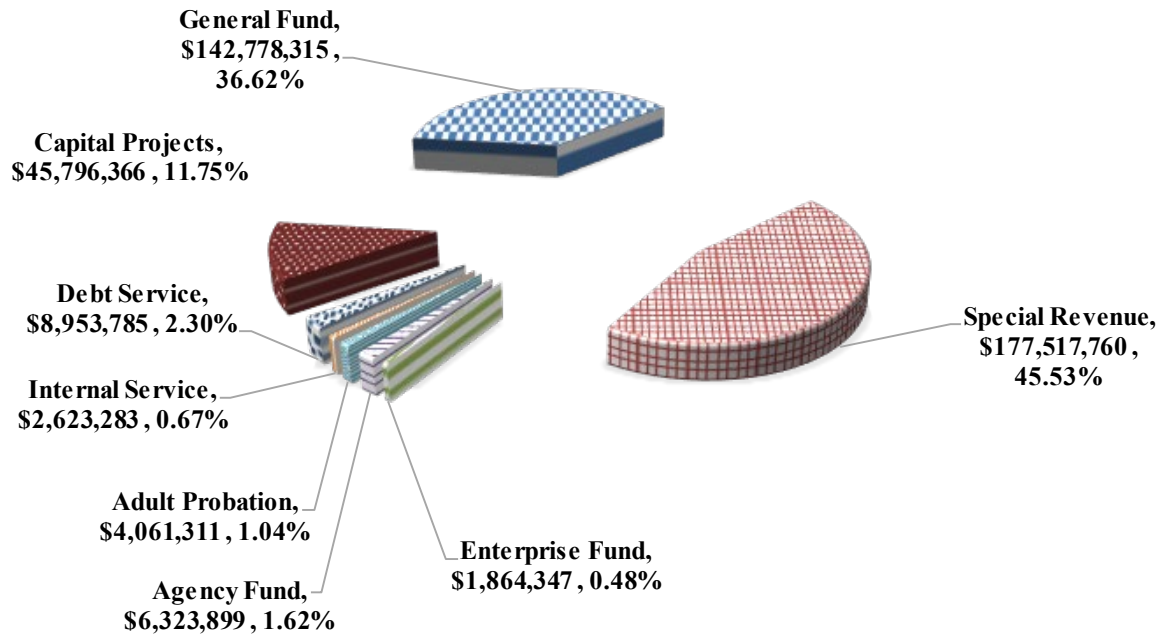 General Fund,
$142,778,315 ,
36.62%
Capital Projects,
$45,796,366 , 11.75%
Debt Service,
$8,953,785 , 2.30%
Special Revenue,
$177,517,760 ,
45.53%
Internal Service,
$2,623,283 , 0.67%
Adult Probation,
$4,061,311 , 1.04%
Enterprise Fund,
$1,864,347 , 0.48%
Agency Fund,
$6,323,899 , 1.62%